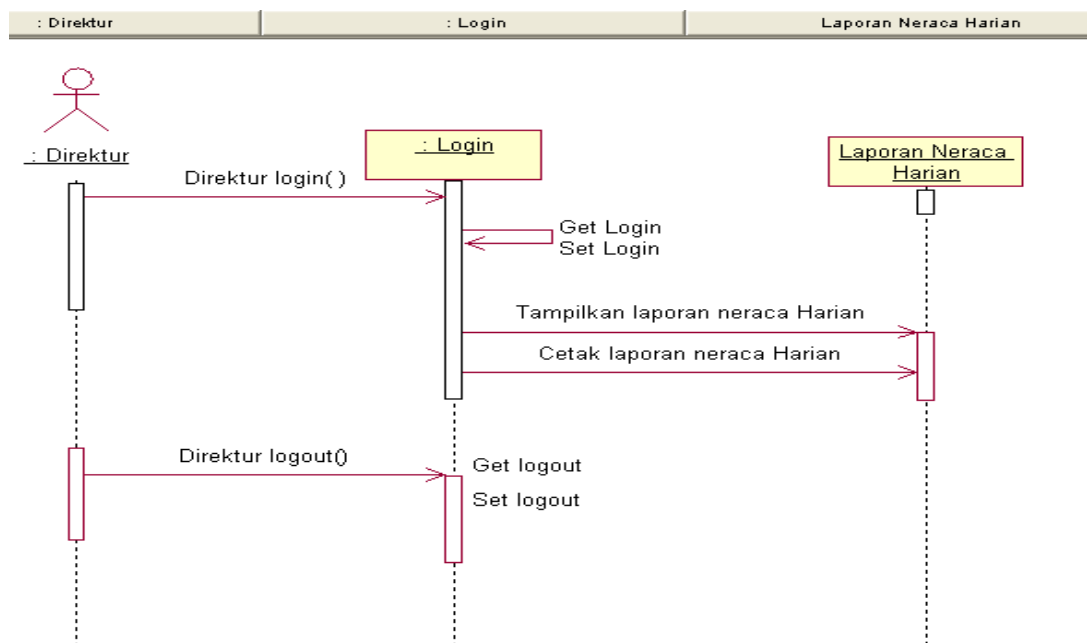 : Direktur
: Login
Laporan Neraca Harian
: Direktur
: Login
Laporan Neraca
Harian
Direktur login( )
Get Login
Set Login
Tampilkan laporan neraca Harian
Cetak laporan neraca Harian
Direktur logout()
Get logout
Set logout